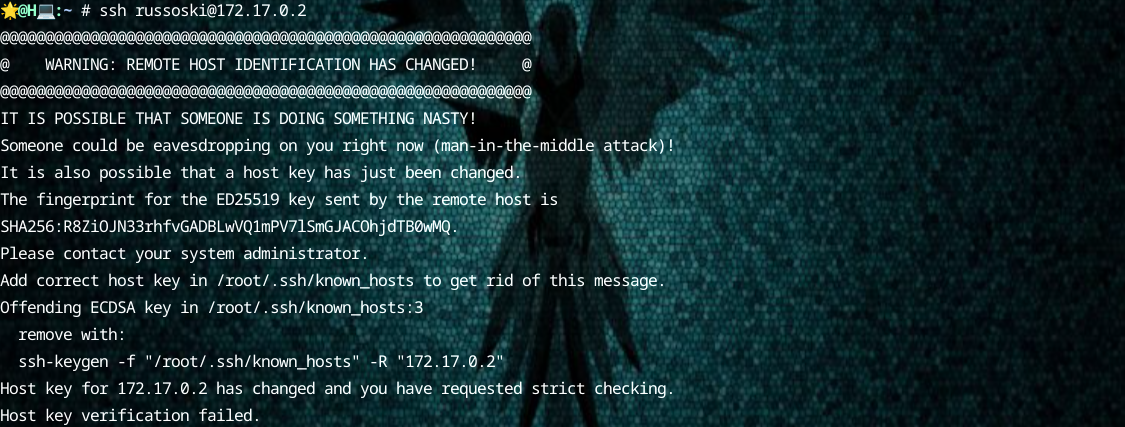 🌟@H💻:~ # ssh russoski@172.17.0.2
@@@@@@@@@@@@@@@@@@@@@@@@@@@@@@@@@@@@@@@@@@@@@@@@@@@@@@@@@@@
@    WARNING: REMOTE HOST IDENTIFICATION HAS CHANGED!     @
@@@@@@@@@@@@@@@@@@@@@@@@@@@@@@@@@@@@@@@@@@@@@@@@@@@@@@@@@@@
IT IS POSSIBLE THAT SOMEONE IS DOING SOMETHING NASTY!
Someone could be eavesdropping on you right now (man-in-the-middle attack)!
It is also possible that a host key has just been changed.
The fingerprint for the ED25519 key sent by the remote host is
SHA256:R8ZiOJN33rhfvGADBLwVQ1mPV7lSmGJACOhjdTB0wMQ.
Please contact your system administrator.
Add correct host key in /root/.ssh/known_hosts to get rid of this message.
Offending ECDSA key in /root/.ssh/known_hosts:3
  remove with:
  ssh-keygen -f "/root/.ssh/known_hosts" -R "172.17.0.2"
Host key for 172.17.0.2 has changed and you have requested strict checking.
Host key verification failed.